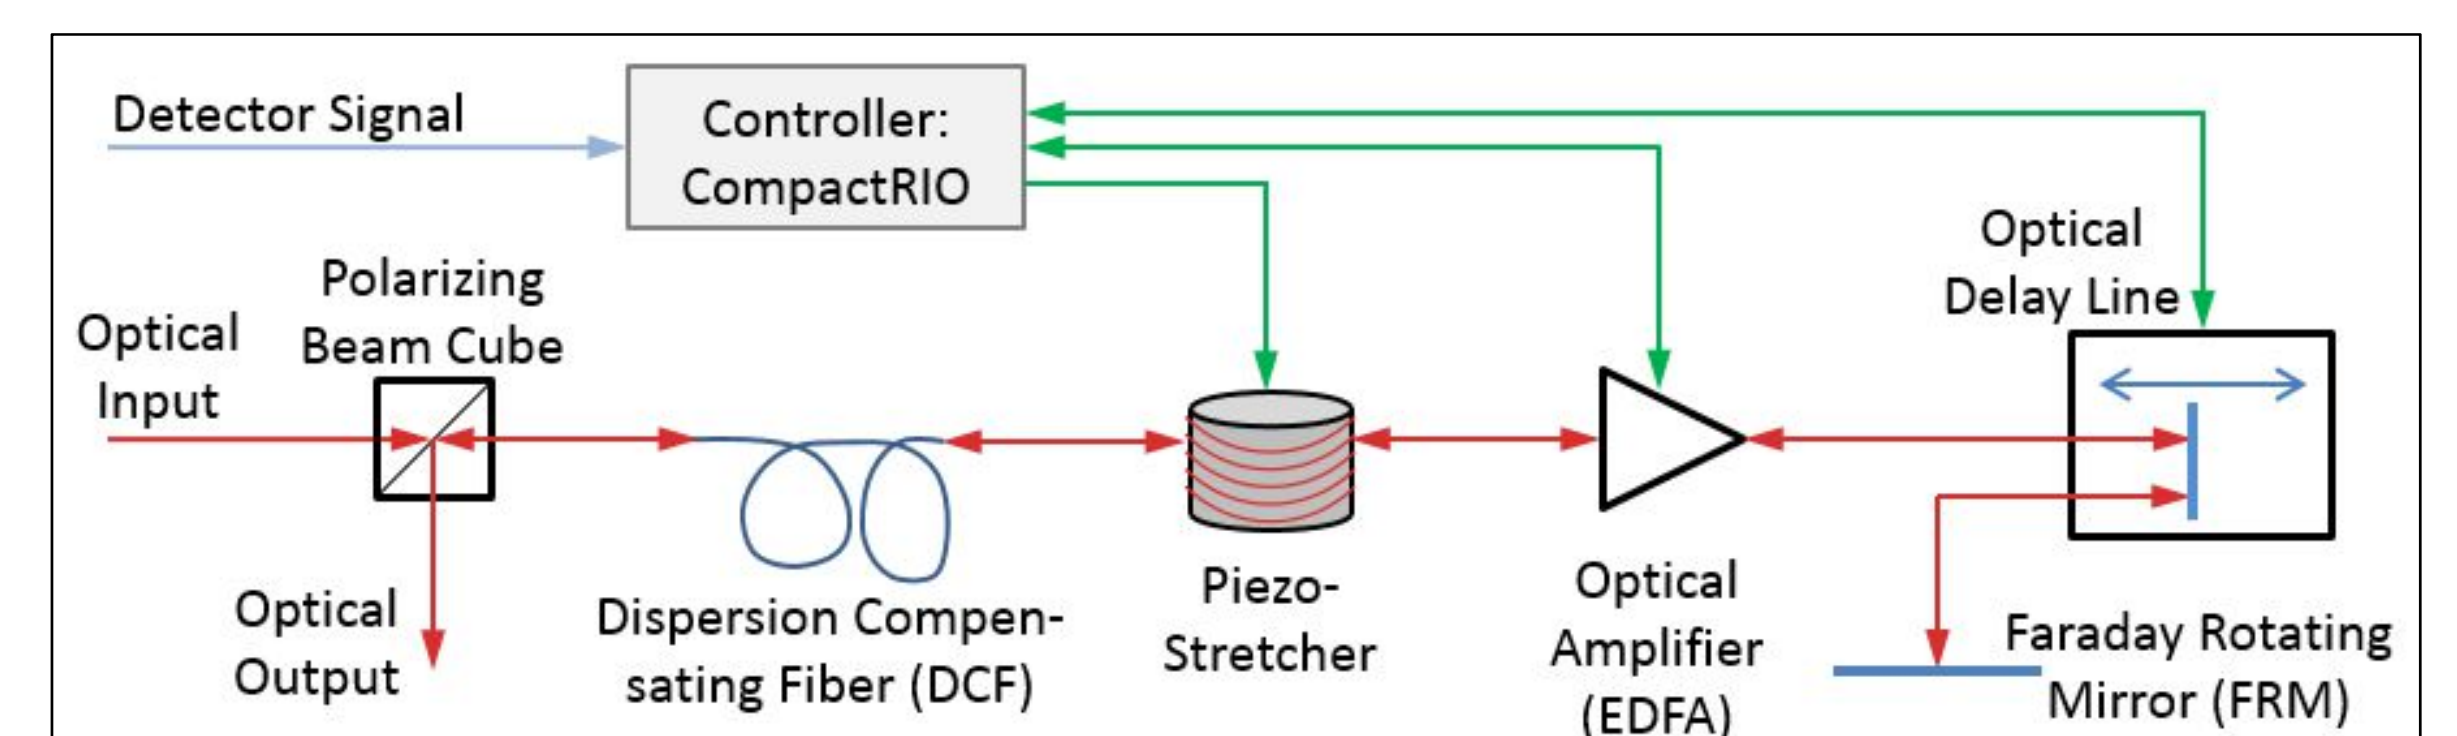 Detector Signal
Controller:
CompactRIO
Optical
Input
Polarizing
Beam Cube
Optical
Output
Dispersion Compen-
sating Fiber (DCF)
Piezo-
Stretcher
Optical
Amplifier
(EDFA)
Optical
Delay Line
Faraday Rotating
Mirror (FRM)